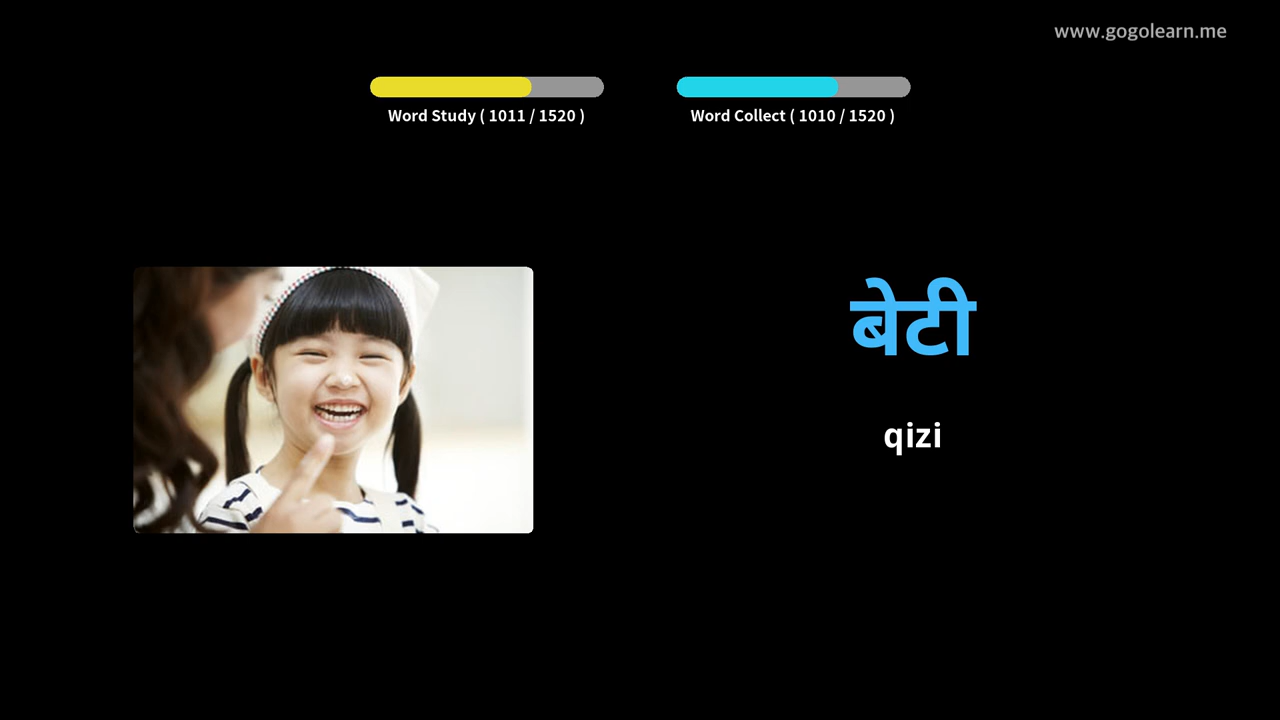 www.gogolearn.me
Word Study ( 1011 / 1520 )
Word Collect ( 1010 / 1520 )
बेटी
qizi